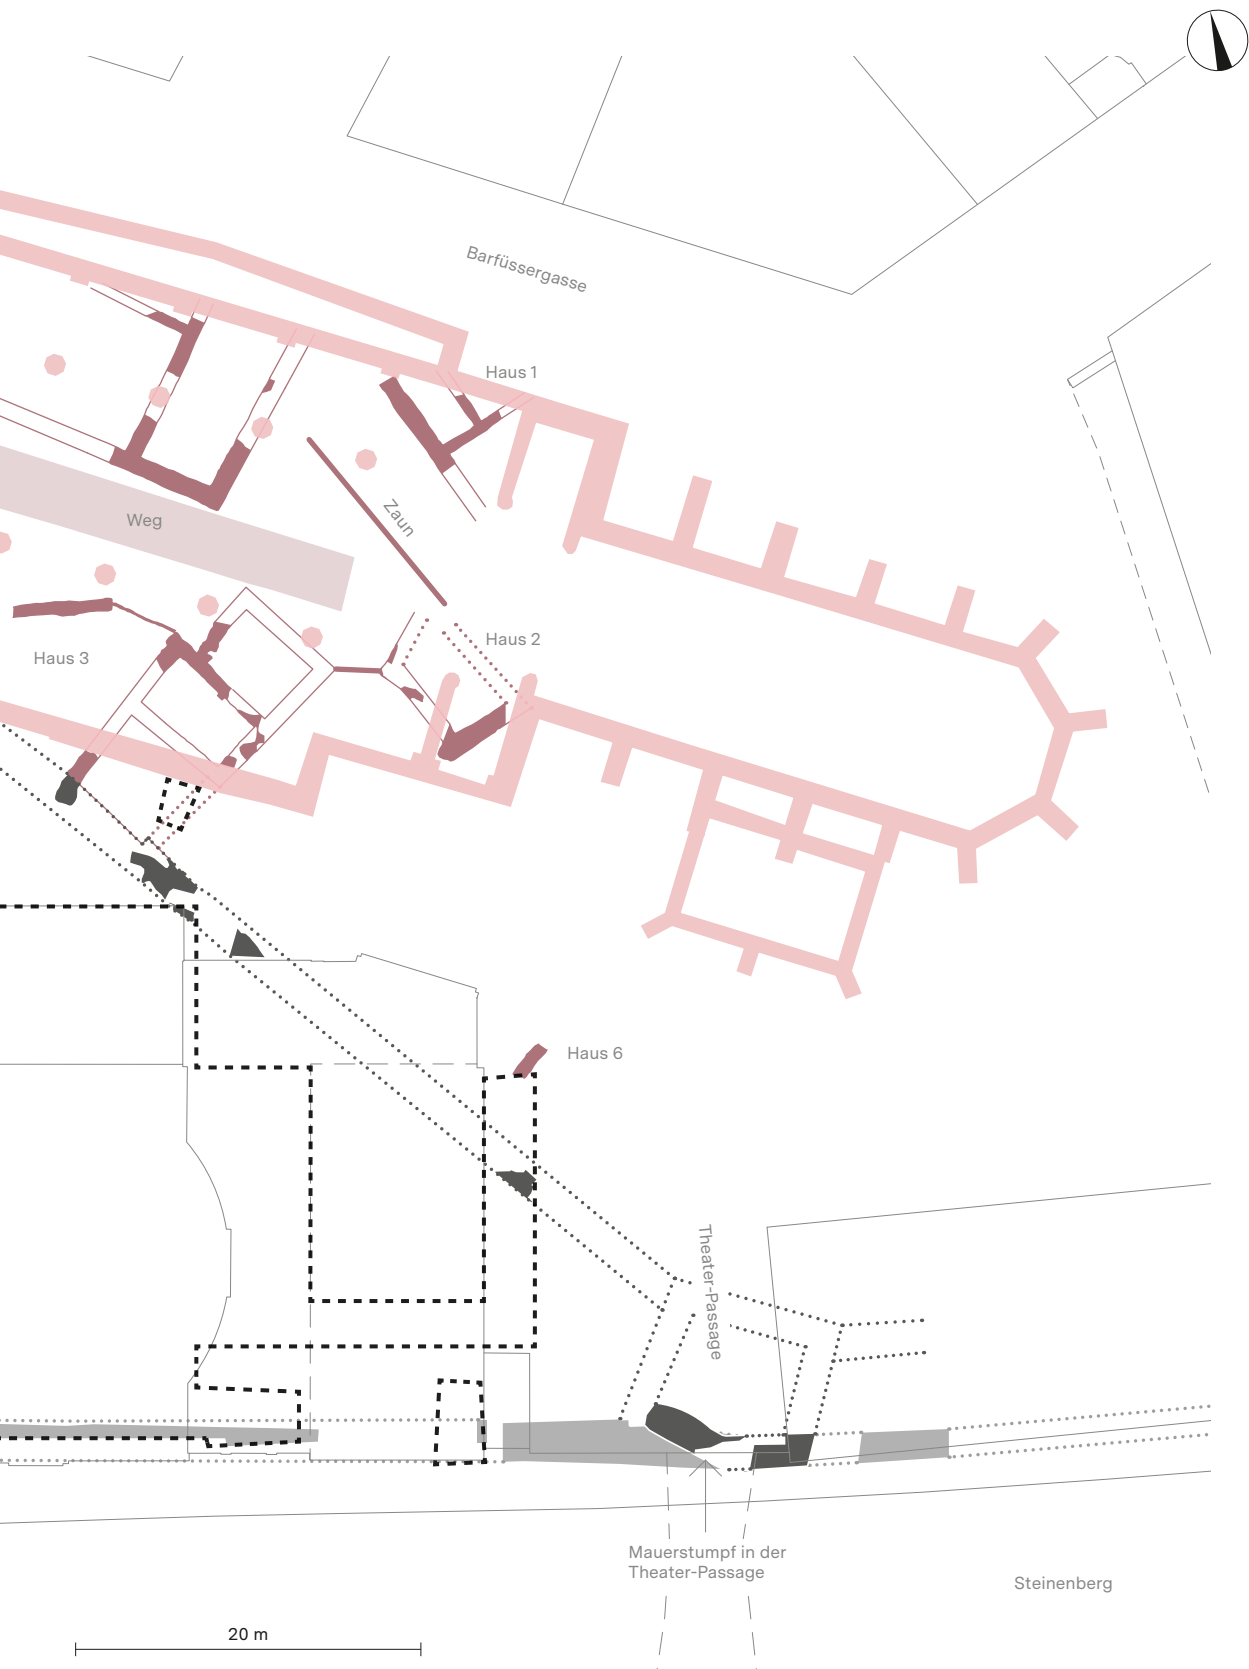 Barfüssergasse
Haus 1
Zaun
Weg
Haus 2
Haus 3
Haus 6
Theater-Passage
Mauerstumpf in der
Theater-Passage
Steinenberg
20 m